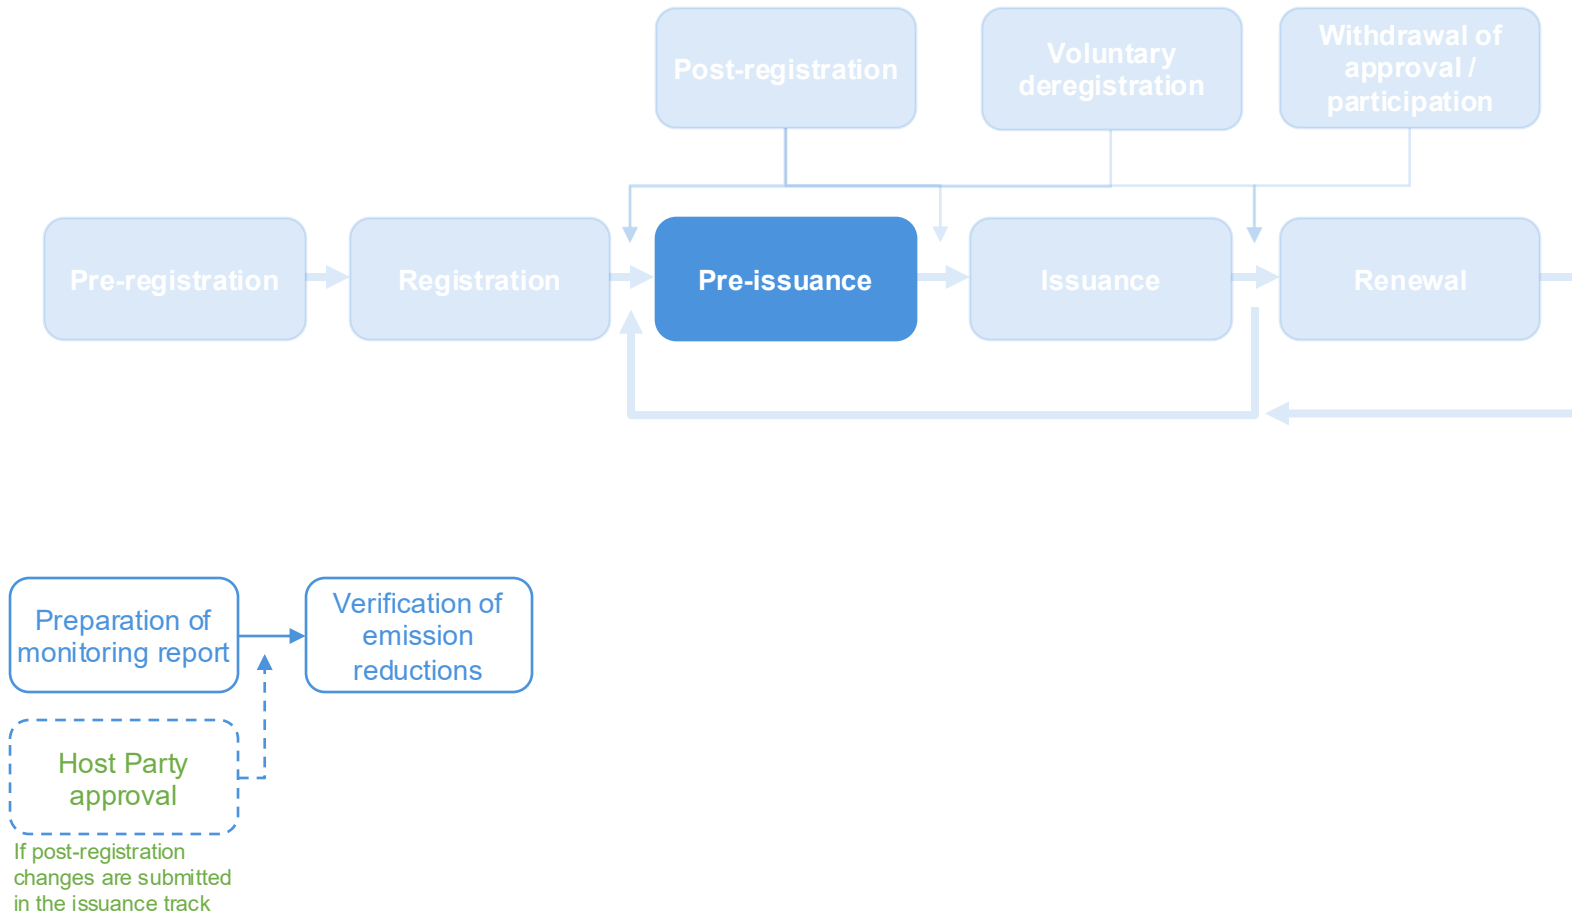 Post-registration
Voluntary
deregistration
Withdrawal of
approval /
participation
Pre-registration
Registration
Pre-issuance
Issuance
Renewal
Preparation of
monitoring report
Verification of
emission
reductions
Host Party
approval
If post-registration
changes are submitted
in the issuance track